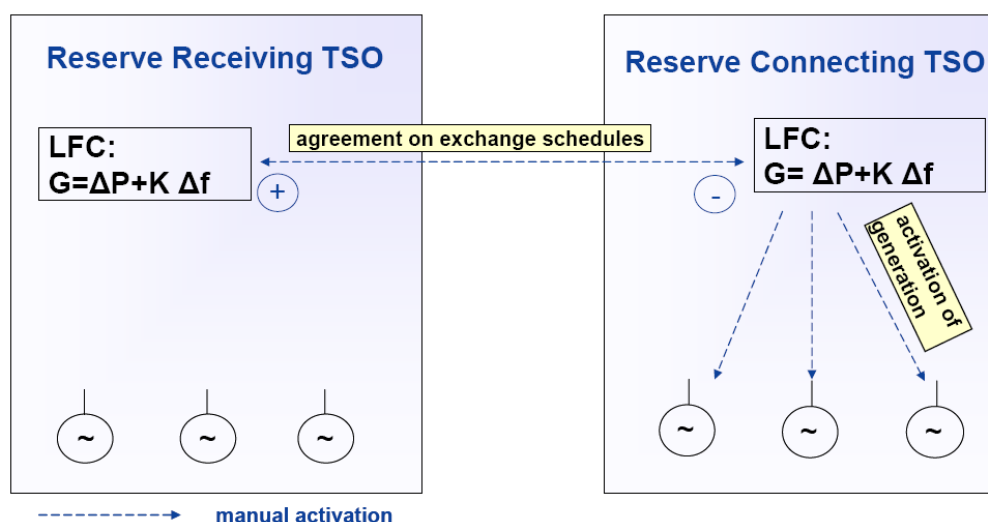 Reserve Receiving TSO
LFC:
G=ΔP+K Δf
+
agreement on exchange schedules
Reserve Connecting TSO
LFC:
G= ΔP+K Δf
-
activation of
generation
~
~
~
~
~
~
manual activation